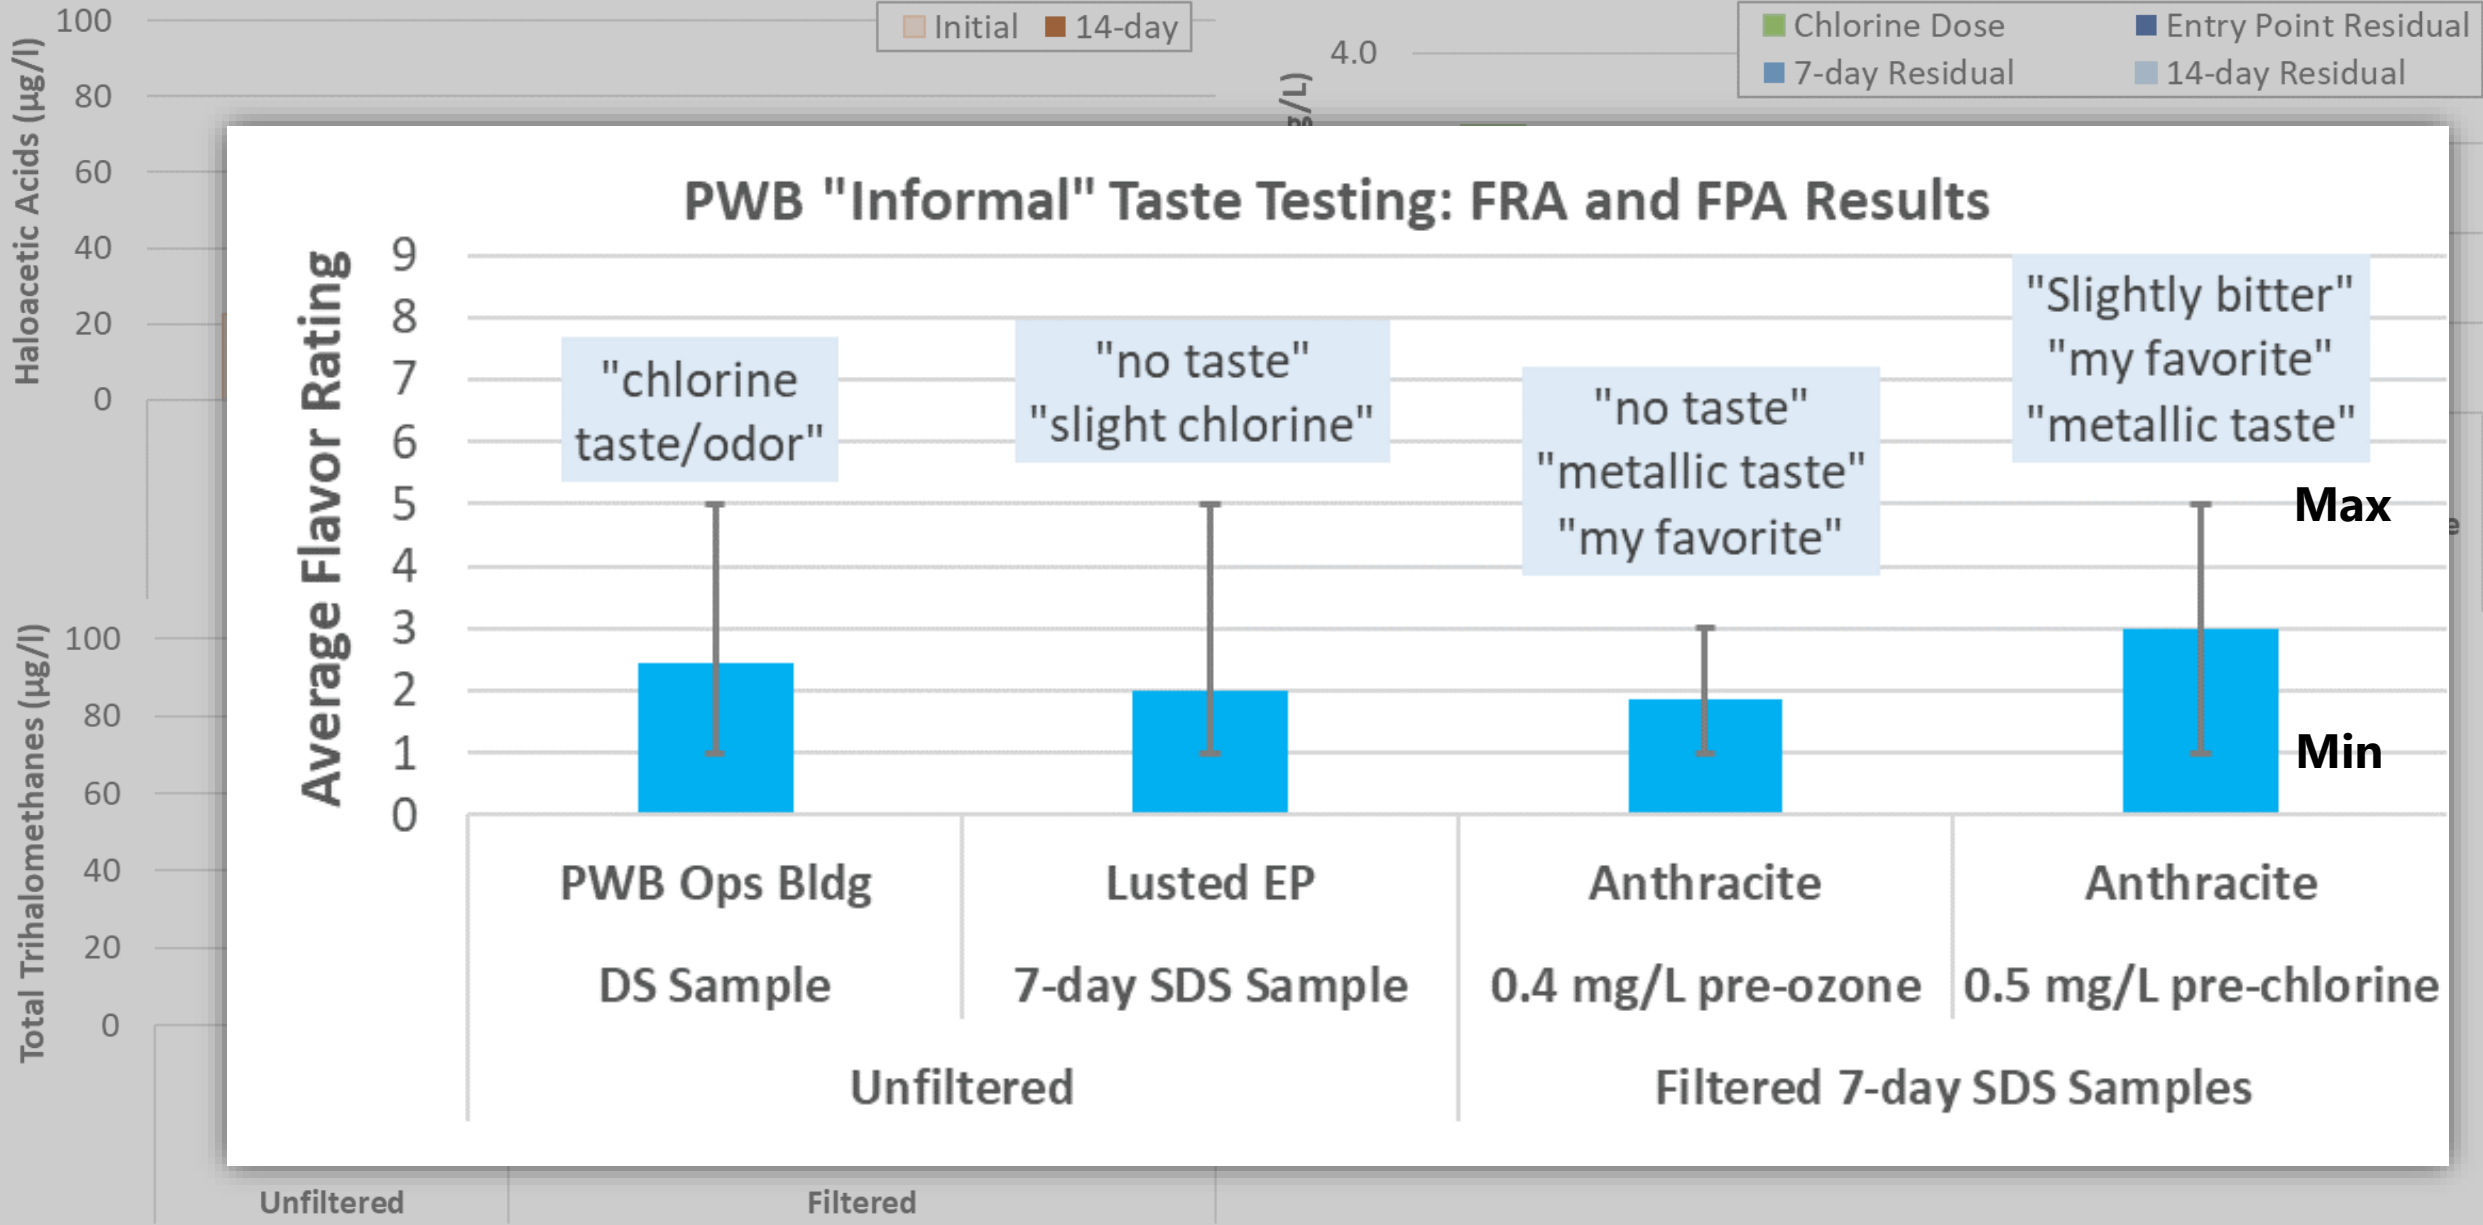 100
80
60
40
20
0
Haloacetic Acids (µg/l)
Initial
14-day
4.0
g/L)
Chlorine Dose
Entry Point Residual
7-day Residual
14-day Residual
PWB "Informal" Taste Testing: FRA and FPA Results
Average Flavor Rating
9
8
7
6
5
4
3
2
1
0
"chlorine
taste/odor"
"no taste"
"slight chlorine"
"no taste"
"metallic taste"
"my favorite"
"Slightly bitter"
"my favorite"
"metallic taste"
Max
Min
PWB Ops Bldg
Lusted EP
Anthracite
Anthracite
DS Sample
7-day SDS Sample
0.4 mg/L pre-ozone
0.5 mg/L pre-chlorine
Unfiltered
Filtered 7-day SDS Samples
Total Trihalomethanes (µg/l)
100
80
60
40
20
0
Unfiltered
Filtered